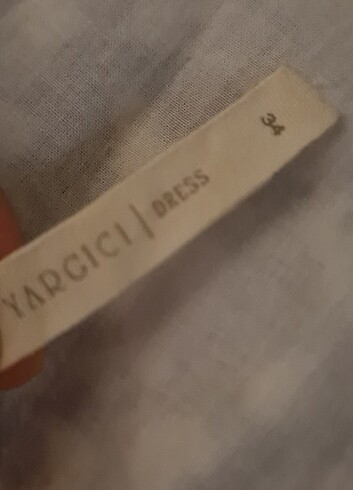 YARGICI | DRESS
34